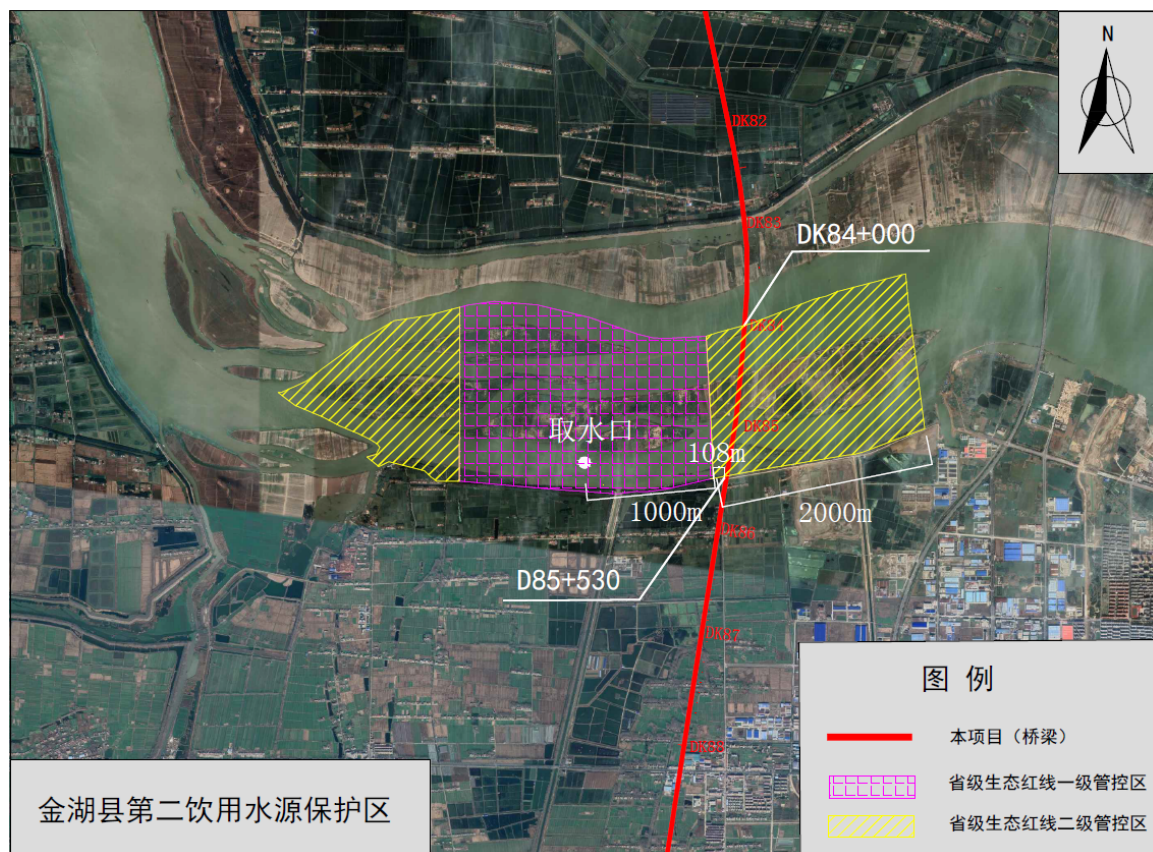 N
DK82
DK83
DK84+000
DK84
取水口
DK85
108m
1000m
2000m
DK86
D85+530
DK87
DK88
图 例
本项目（桥梁）
省级生态红线一级管控区
省级生态红线二级管控区
金湖县第二饮用水源保护区